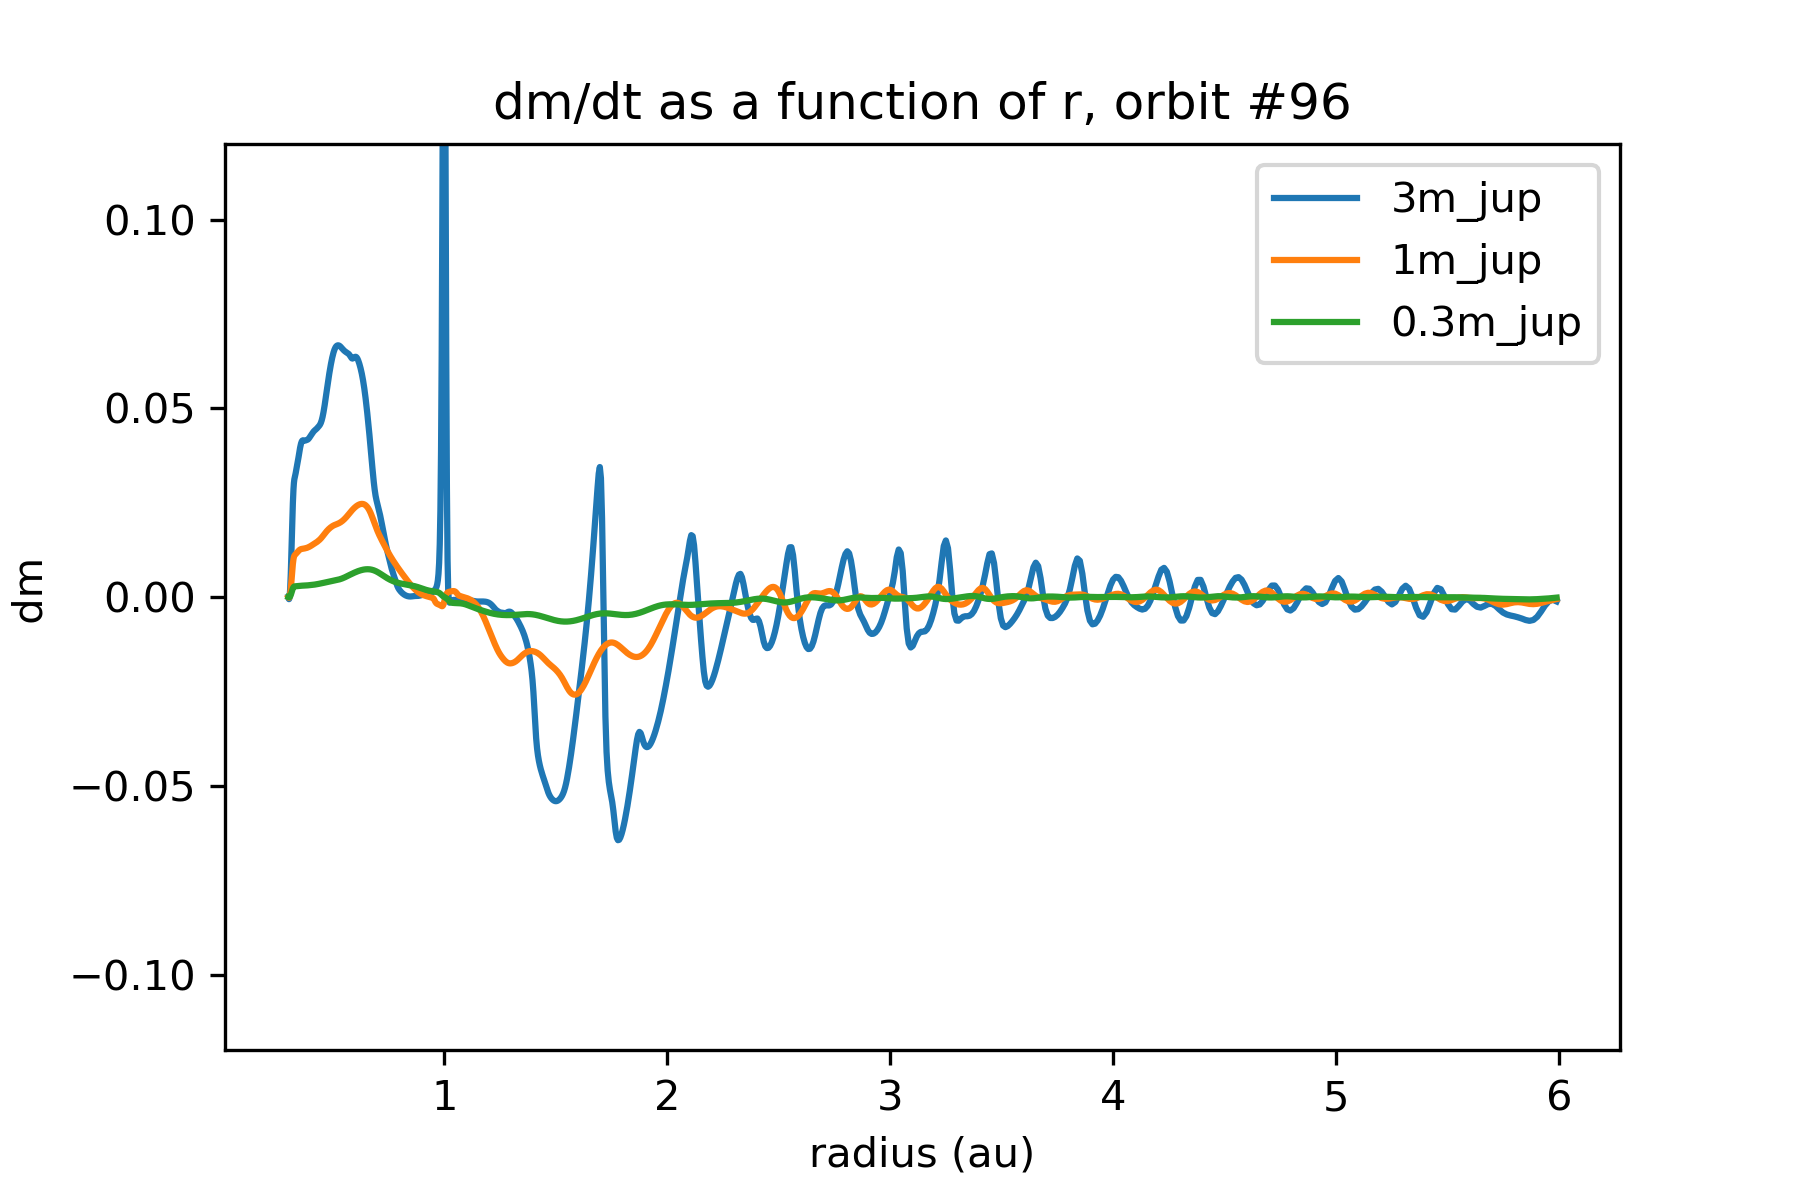 dm/dt as a function of r, orbit #96
3m_jup
1m_jup
0.3m_jup
dm
0.10
0.05
0.00
−0.05
−0.10
1 2 3 4 5 6
radius (au)